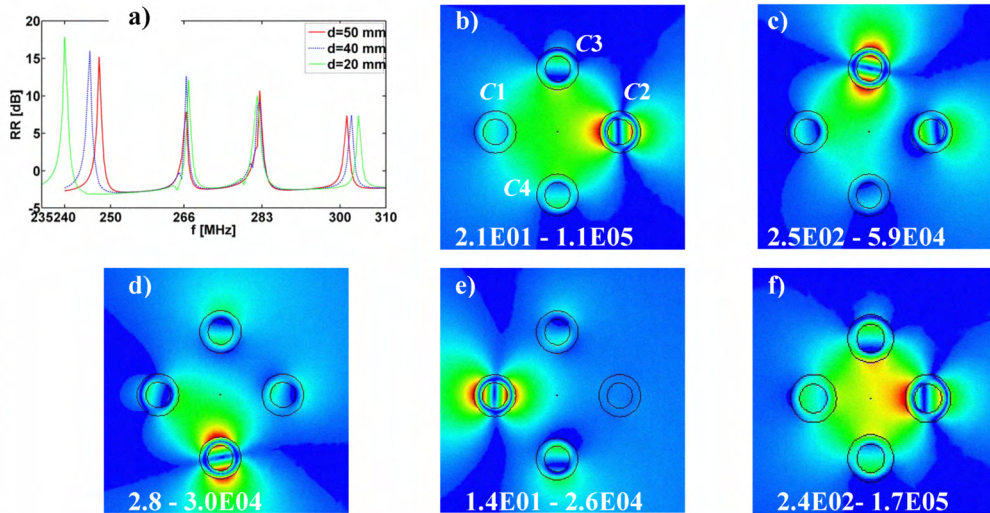 a)
RR [dB]
20
15
10
5
0
-5
d=50 mm
d=40 mm
d=20 mm
235 240 250 266 283 300 310
f [MHz]
b)
C3
C1
C2
C4
2.1E01 - 1.1E05
c)
2.5E02 - 5.9E04
d)
2.8 - 3.0E04
e)
1.4E01 - 2.6E04
f)
2.4E02- 1.7E05